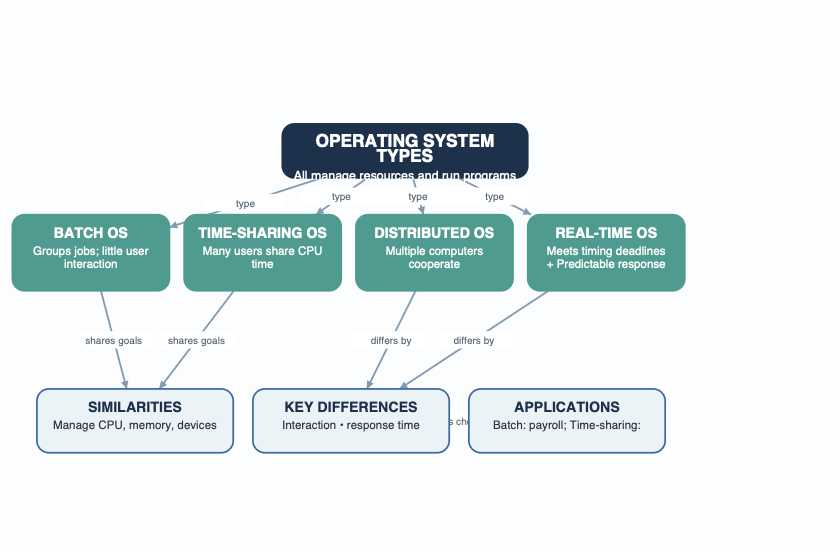 OPERATING SYSTEM
TYPES
All manage resources and run programs
type
type
type
type
BATCH OS
Groups jobs; little user
interaction
TIME-SHARING OS
Many users share CPU
time
DISTRIBUTED OS
Multiple computers
cooperate
REAL-TIME OS
Meets timing deadlines
+ Predictable response
shares goals
shares goals
differs by
differs by
SIMILARITIES
Manage CPU, memory, devices
KEY DIFFERENCES
Interaction • response time
APPLICATIONS
Batch: payroll; Time-sharing: